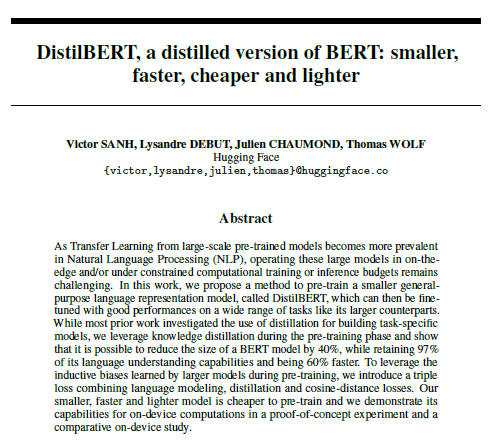 DistilBERT, a distilled version of BERT: smaller,
faster, cheaper and lighter
Victor SANH, Lysandre DEBUT, Julien CHAUMOND, Thomas WOLF
Hugging Face
{victor,lysandre,julien,thomas}@huggingface.co
Abstract
As Transfer Learning from large-scale pre-trained models becomes more prevalent
in Natural Language Processing (NLP), operating these large models in on-the-
edge and/or under constrained computational training or inference budgets remains
challenging. In this work, we propose a method to pre-train a smaller general-
purpose language representation model, called DistilBERT, which can then be fine-
tuned with good performances on a wide range of tasks like its larger counterparts.
While most prior work investigated the use of distillation for building task-specific
models, we leverage knowledge distillation during the pre-training phase and show
that it is possible to reduce the size of a BERT model by 40%, while retaining 97%
of its language understanding capabilities and being 60% faster. To leverage the
inductive biases learned by larger models during pre-training, we introduce a triple
loss combining language modeling, distillation and cosine-distance losses. Our
smaller, faster and lighter model is cheaper to pre-train and we demonstrate its
capabilities for on-device computations in a proof-of-concept experiment and a
comparative on-device study.